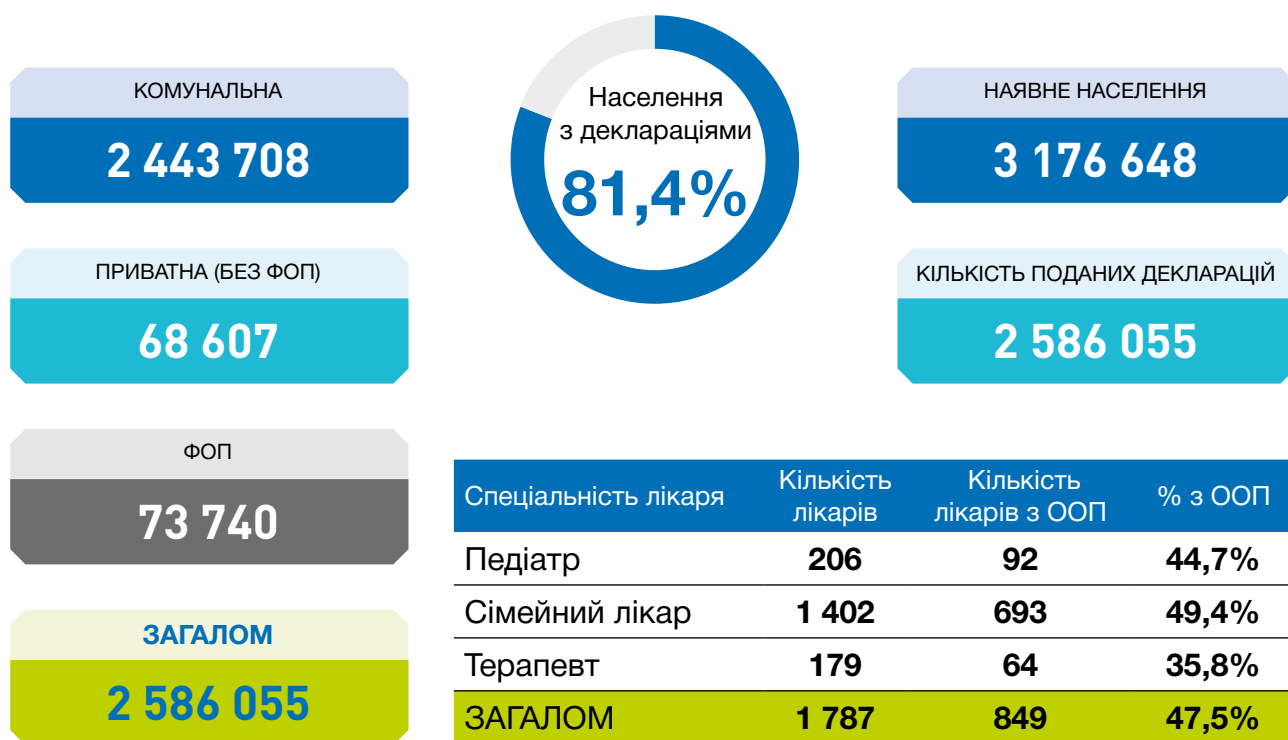 КОМУНАЛЬНА
2 443 708
ПРИВАТНА (БЕЗ ФОП)
68 607
ФОП
73 740
ЗАГАЛОМ
2 586 055
Населення
з деклараціями
81,4%
НАЯВНЕ НАСЕЛЕННЯ
3 176 648
КІЛЬКІСТЬ ПОДАНИХ ДЕКЛАРАЦІЙ
2 586 055
Спеціальність лікаря Кількість лікарів Кількість лікарів з ООП % з ООП
Педіатр 206 92 44,7%
Сімейний лікар 1 402 693 49,4%
Терапевт 179 64 35,8%
ЗАГАЛОМ 1 787 849 47,5%